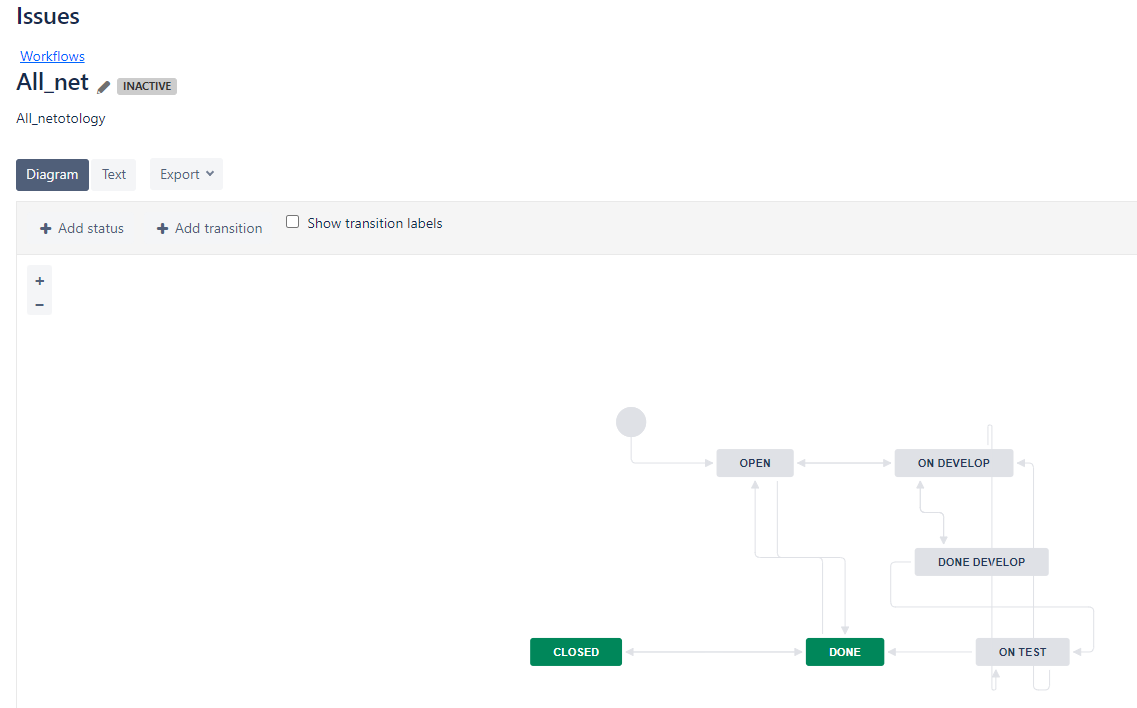 Issues
Workflows
All_net INACTIVE
All_netotology
Diagram Text Export
Add status Add transition Show transition labels
+
−
OPEN ON DEVELOP
DONE DEVELOP
CLOSED DONE ON TEST